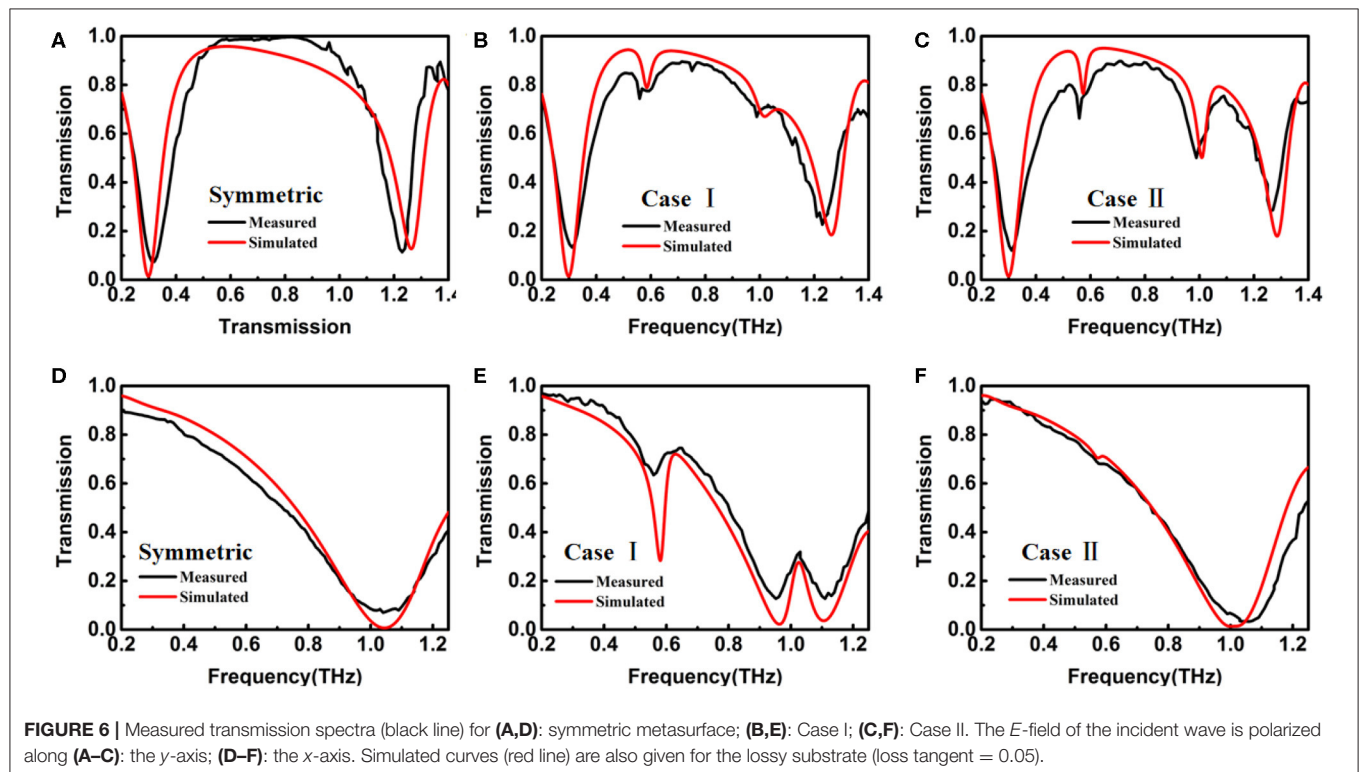 A
Transmission
1.0
0.8
0.6
0.4
0.2
0.0
Symmetric
Measured
Simulated
0.2 0.4 0.6 0.8 1.0 1.2 1.4
Transmission
B
Transmission
1.0
0.8
0.6
0.4
0.2
0.0
Case Ⅰ
Measured
Simulated
0.2 0.4 0.6 0.8 1.0 1.2 1.4
Frequency(THz)
C
Transmission
1.0
0.8
0.6
0.4
0.2
0.0
Case Ⅱ
Measured
Simulated
0.2 0.4 0.6 0.8 1.0 1.2 1.4
Frequency(THz)
D
Transmission
1.0
0.8
0.6
0.4
0.2
0.0
Symmetric
Measured
Simulated
0.2 0.4 0.6 0.8 1.0 1.2
Frequency(THz)
E
Transmission
1.0
0.8
0.6
0.4
0.2
0.0
Case Ⅰ
Measured
Simulated
0.2 0.4 0.6 0.8 1.0 1.2
Frequency(THz)
F
Transmission
1.0
0.8
0.6
0.4
0.2
0.0
Case Ⅱ
Measured
Simulated
0.2 0.4 0.6 0.8 1.0 1.2
Frequency(THz)
FIGURE 6 | Measured transmission spectra (black line) for (A,D): symmetric metasurface; (B,E): Case I; (C,F): Case II. The E-field of the incident wave is polarized
along (A–C): the y-axis; (D–F): the x-axis. Simulated curves (red line) are also given for the lossy substrate (loss tangent = 0.05).